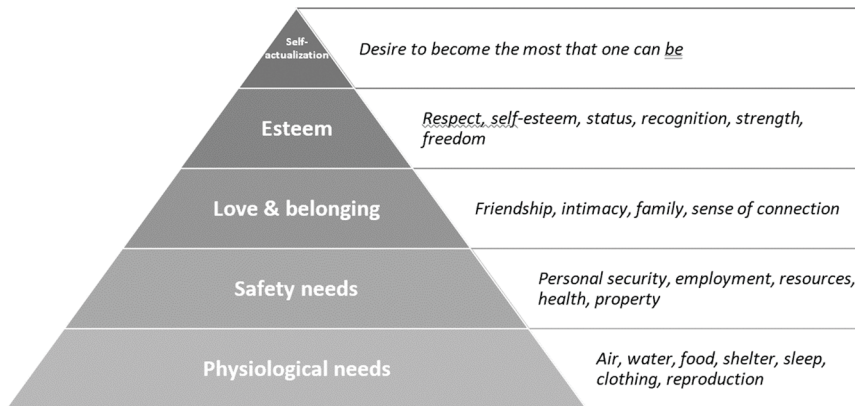 Self-
actualization
Desire to become the most that one can be
Esteem
Respect, self-esteem, status, recognition, strength,
freedom
Love & belonging
Friendship, intimacy, family, sense of connection
Safety needs
Personal security, employment, resources,
health, property
Physiological needs
Air, water, food, shelter, sleep,
clothing, reproduction